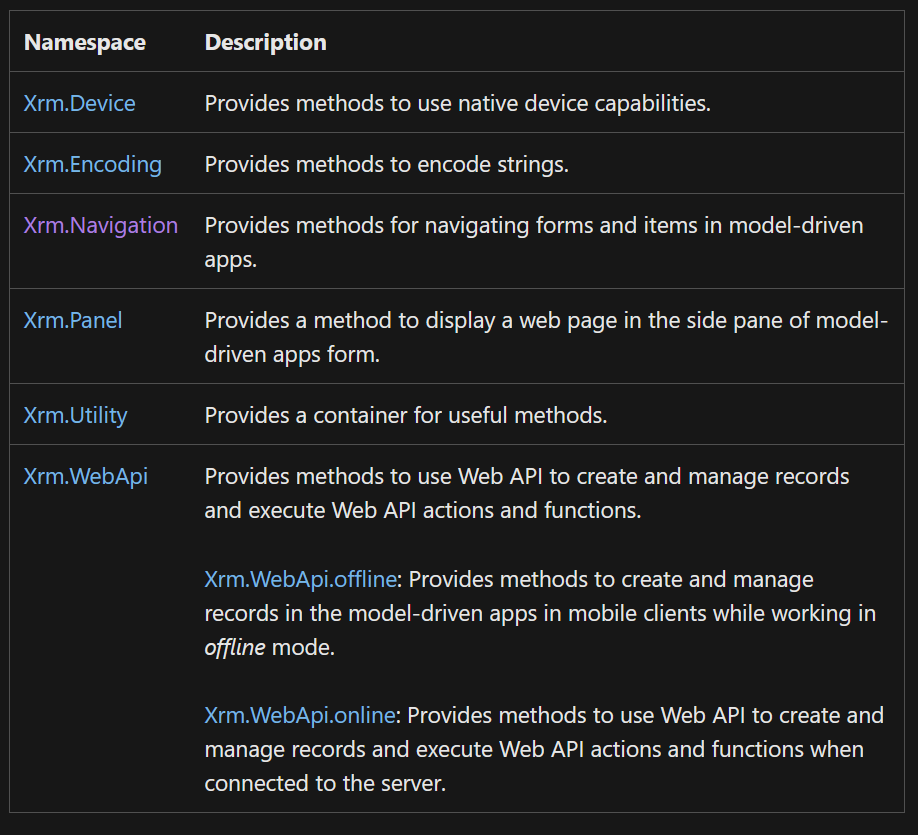 Namespace Description
Xrm.Device Provides methods to use native device capabilities.
Xrm.Encoding Provides methods to encode strings.
Xrm.Navigation Provides methods for navigating forms and items in model-driven
apps.
Xrm.Panel Provides a method to display a web page in the side pane of model-
driven apps form.
Xrm.Utility Provides a container for useful methods.
Xrm.WebApi Provides methods to use Web API to create and manage records
and execute Web API actions and functions.
Xrm.WebApi.offline: Provides methods to create and manage
records in the model-driven apps in mobile clients while working in
offline mode.
Xrm.WebApi.online: Provides methods to use Web API to create and
manage records and execute Web API actions and functions when
connected to the server.